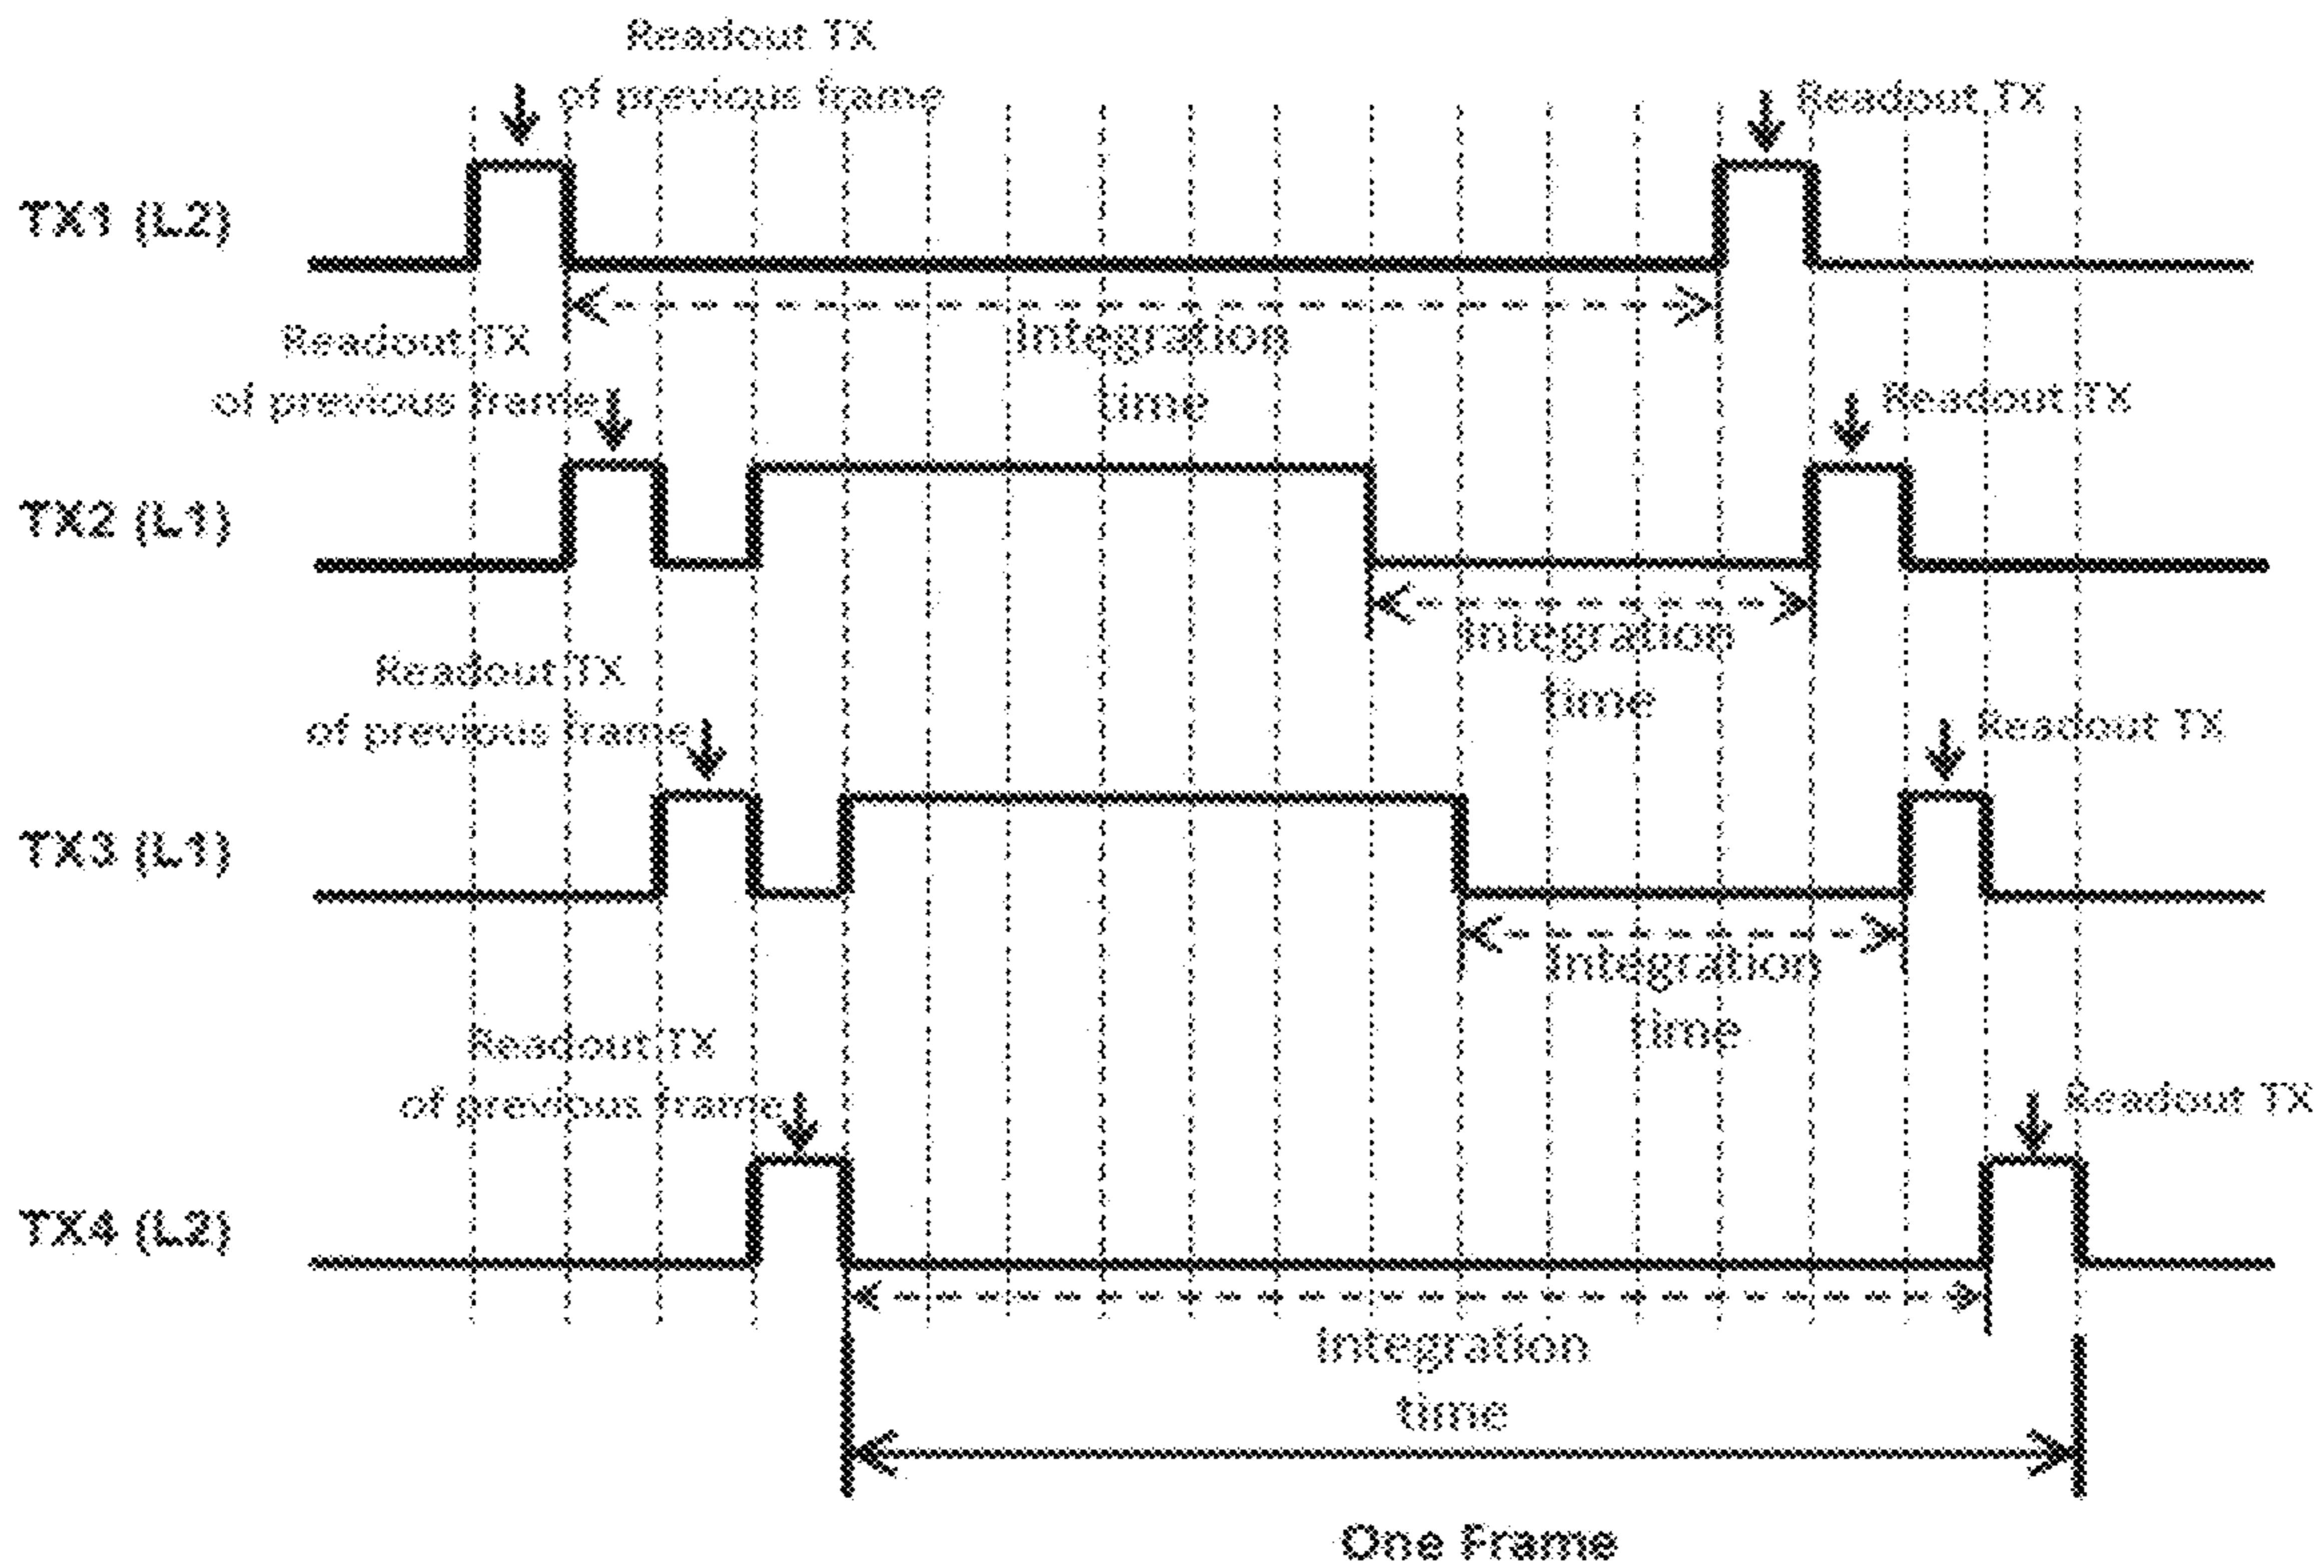 Readout TX
of previous frame
Readout TX
TX1 (L2)
Integration
time
Readout TX
of previous frame
Readout TX
TX2 (L1)
Integration
time
Readout TX
of previous frame
Readout TX
TX3 (L1)
Integration
time
Readout TX
of previous frame
Readout TX
TX4 (L2)
Integration
time
One Frame